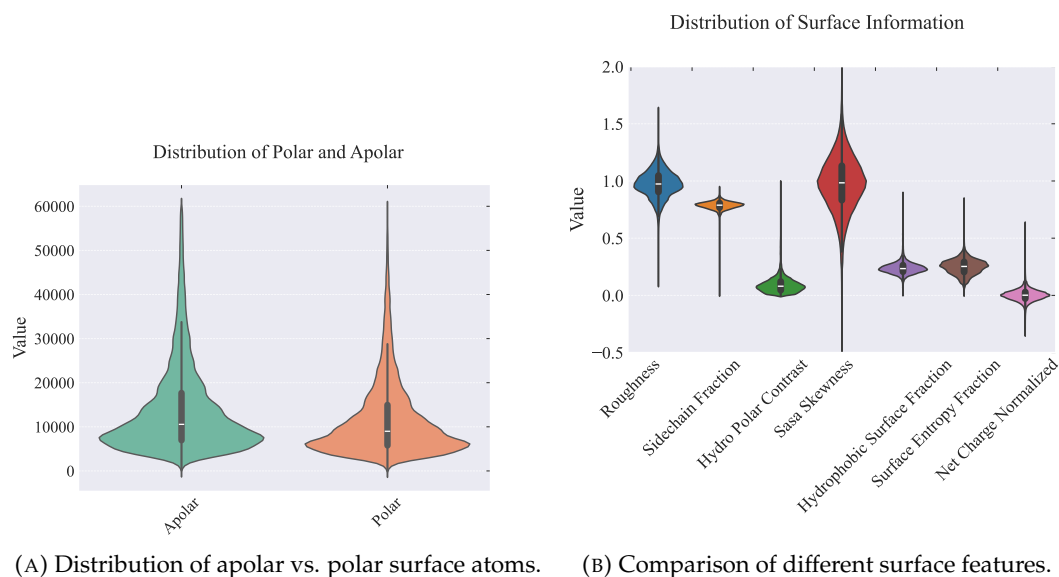 Distribution of Polar and Apolar
Value
60000
50000
40000
30000
20000
10000
0
Apolar
Polar
(A) Distribution of apolar vs. polar surface atoms.
Distribution of Surface Information
Value
2.0
1.5
1.0
0.5
0.0
−0.5
Roughness
Sidechain Fraction
Hydro Polar Contrast
Sasa Skewness
Hydrophobic Surface Fraction
Surface Entropy Fraction
Net Charge Normalized
(B) Comparison of different surface features.